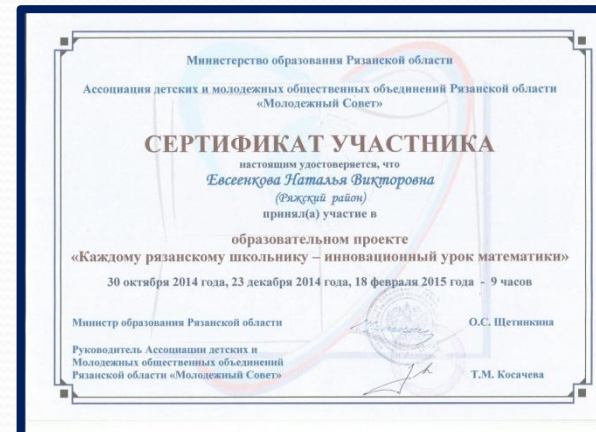 Министерство образования Рязанской области
Ассоциация детских и молодежных общественных объединений Рязанской области
«Молодежный Совет»
СЕРТИФИКАТ УЧАСТНИКА
настоящим удостоверяется, что
Евсеенкова Наталья Викторовна
(Ряжский район)
принял(а) участие в
образовательном проекте
«Каждому рязанскому школьнику – инновационный урок математики»
30 октября 2014 года, 23 декабря 2014 года, 18 февраля 2015 года - 9 часов
Министр образования Рязанской области
О.С. Щетинкина
Руководитель Ассоциации детских и
Молодежных общественных объединений
Рязанской области «Молодежный Совет»
Т.М. Косачева